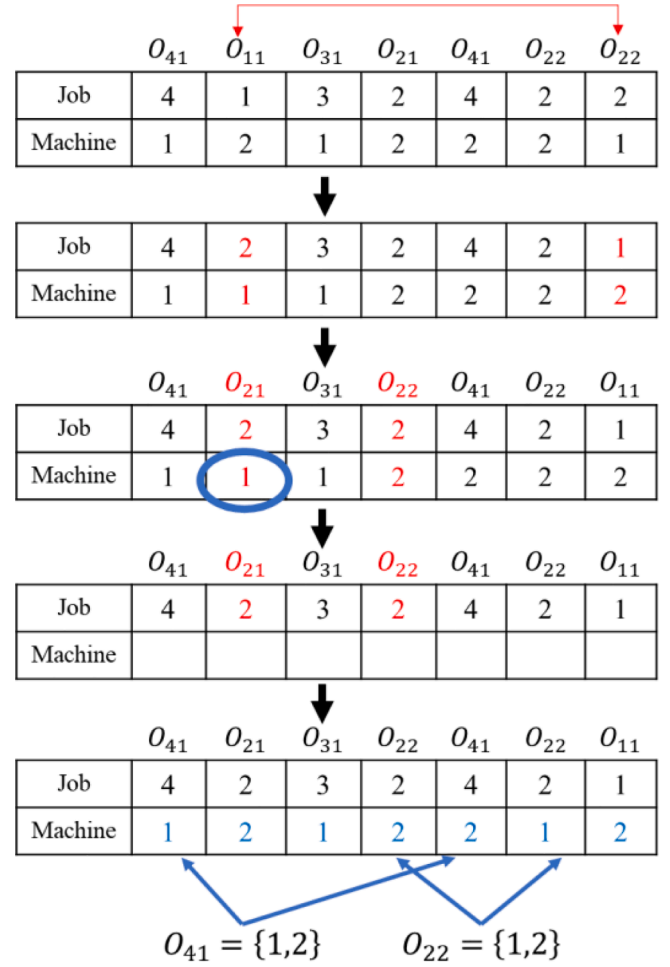 O₄₁ O₁₁ O₃₁ O₂₁ O₄₁ O₂₂ O₂₂
Job 4 1 3 2 4 2 2
Machine 1 2 1 2 2 2 1
Job 4 2 3 2 4 2 1
Machine 1 1 1 2 2 2 2
O₄₁ O₂₁ O₃₁ O₂₂ O₄₁ O₂₂ O₁₁
Job 4 2 3 2 4 2 1
Machine 1 1 1 2 2 2 2
O₄₁ O₂₁ O₃₁ O₂₂ O₄₁ O₂₂ O₁₁
Job 4 2 3 2 4 2 1
Machine
O₄₁ O₂₁ O₃₁ O₂₂ O₄₁ O₂₂ O₁₁
Job 4 2 3 2 4 2 1
Machine 1 2 1 2 2 1 2
O₄₁ = {1,2} O₂₂ = {1,2}